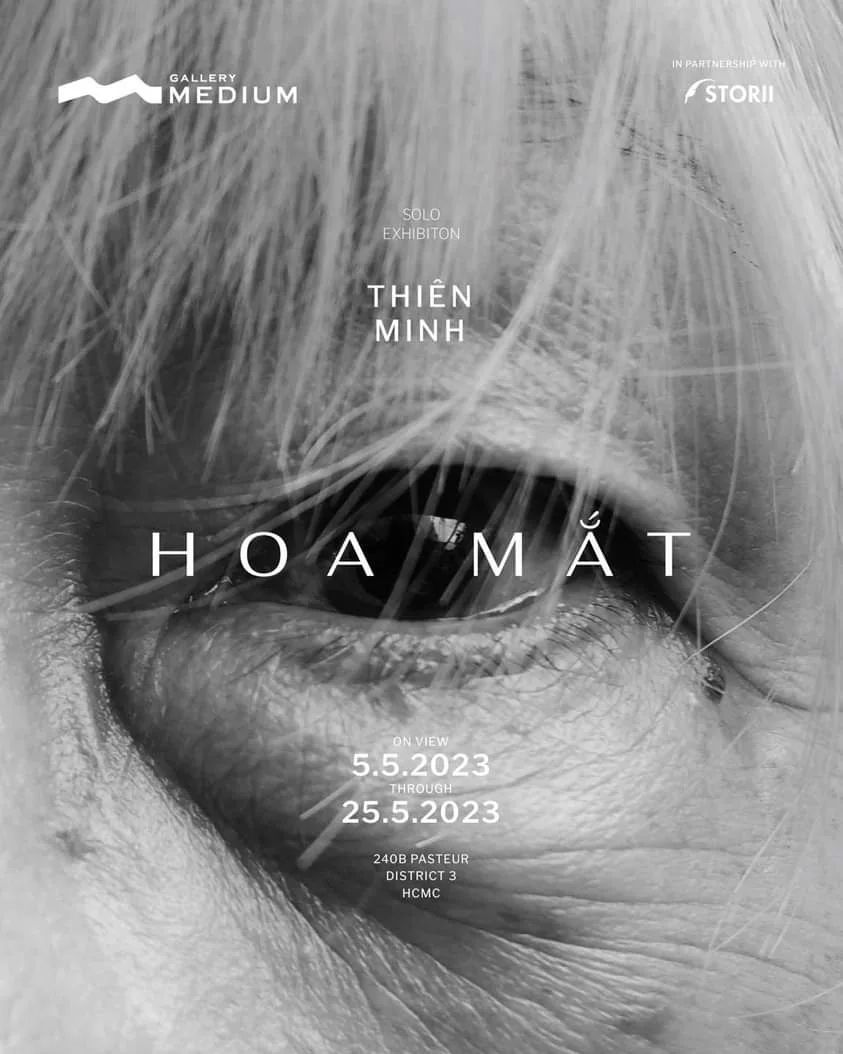 GALLERY
MEDIUM
IN PARTNERSHIP WITH
STORII
SOLO
EXHIBITON
THIÊN
MINH
HOA MẮT
ON VIEW
5.5.2023
THROUGH
25.5.2023
240B PASTEUR
DISTRICT 3
HCMC